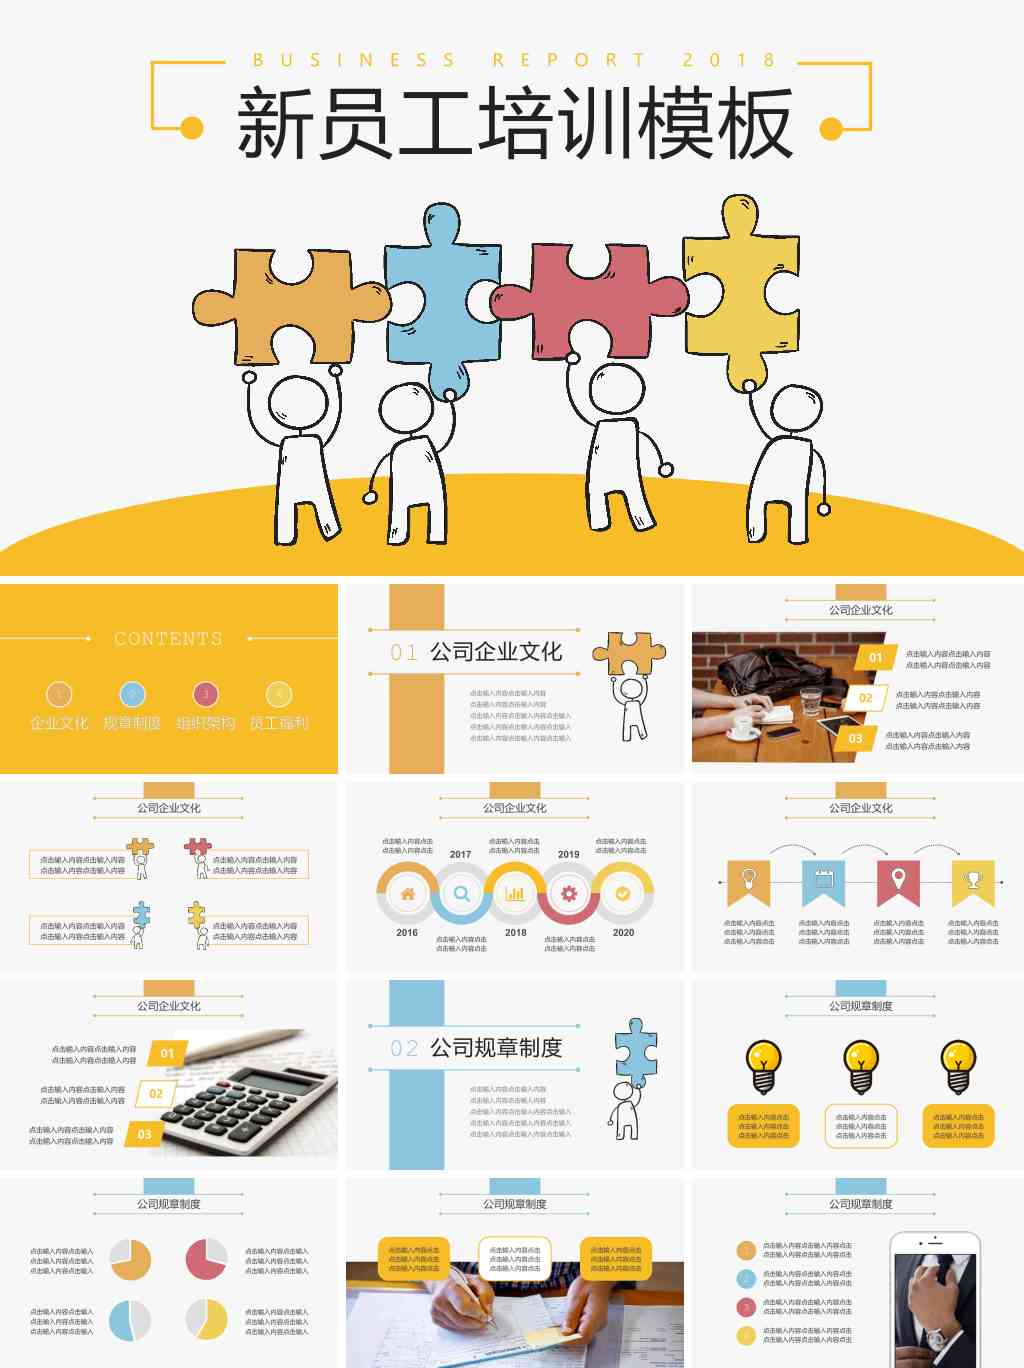 BUSINESS REPORT 2018
新员工培训模板
CONTENTS
1
2
3
4
企业文化
规章制度
组织架构
员工福利
01 公司企业文化
点击输入内容点击输入内容
点击输入内容点击输入内容
点击输入内容点击输入内容点击输入
点击输入内容点击输入内容点击输入
点击输入内容点击输入内容点击输入
公司企业文化
01
点击输入内容点击输入内容
点击输入内容点击输入内容
02
点击输入内容点击输入内容
点击输入内容点击输入内容
03
点击输入内容点击输入内容
点击输入内容点击输入内容
公司企业文化
点击输入内容点击输入内容
点击输入内容点击输入内容
点击输入内容点击输入内容
点击输入内容点击输入内容
点击输入内容点击输入内容
点击输入内容点击输入内容
点击输入内容点击输入内容
点击输入内容点击输入内容
公司企业文化
点击输入内容点击
点击输入内容点击
2017
点击输入内容点击
点击输入内容点击
2019
点击输入内容点击
点击输入内容点击
2016
点击输入内容点击
点击输入内容点击
2018
点击输入内容点击
点击输入内容点击
2020
公司企业文化
点击输入内容点击
点击输入内容点击
点击输入内容点击
点击输入内容点击
点击输入内容点击
点击输入内容点击
点击输入内容点击
点击输入内容点击
点击输入内容点击
点击输入内容点击
点击输入内容点击
点击输入内容点击
公司企业文化
点击输入内容点击输入内容
点击输入内容点击输入内容
01
点击输入内容点击输入内容
点击输入内容点击输入内容
02
点击输入内容点击输入内容
点击输入内容点击输入内容
03
02 公司规章制度
点击输入内容点击输入内容
点击输入内容点击输入内容
点击输入内容点击输入内容点击输入
点击输入内容点击输入内容点击输入
点击输入内容点击输入内容点击输入
公司规章制度
点击输入内容点击
点击输入内容点击
点击输入内容点击
点击输入内容点击
点击输入内容点击
点击输入内容点击
点击输入内容点击
点击输入内容点击
点击输入内容点击
公司规章制度
点击输入内容点击输入
点击输入内容点击输入
点击输入内容点击输入
点击输入内容点击输入
点击输入内容点击输入
点击输入内容点击输入
点击输入内容点击输入
点击输入内容点击输入
点击输入内容点击输入
点击输入内容点击输入
点击输入内容点击输入
点击输入内容点击输入
公司规章制度
点击输入内容点击
点击输入内容点击
点击输入内容点击
点击输入内容点击
点击输入内容点击
点击输入内容点击
点击输入内容点击
点击输入内容点击
点击输入内容点击
公司规章制度
1
点击输入内容点击输入内容点击
点击输入内容点击输入内容点击
2
点击输入内容点击输入内容点击
点击输入内容点击输入内容点击
3
点击输入内容点击输入内容点击
点击输入内容点击输入内容点击
4
点击输入内容点击输入内容点击
点击输入内容点击输入内容点击